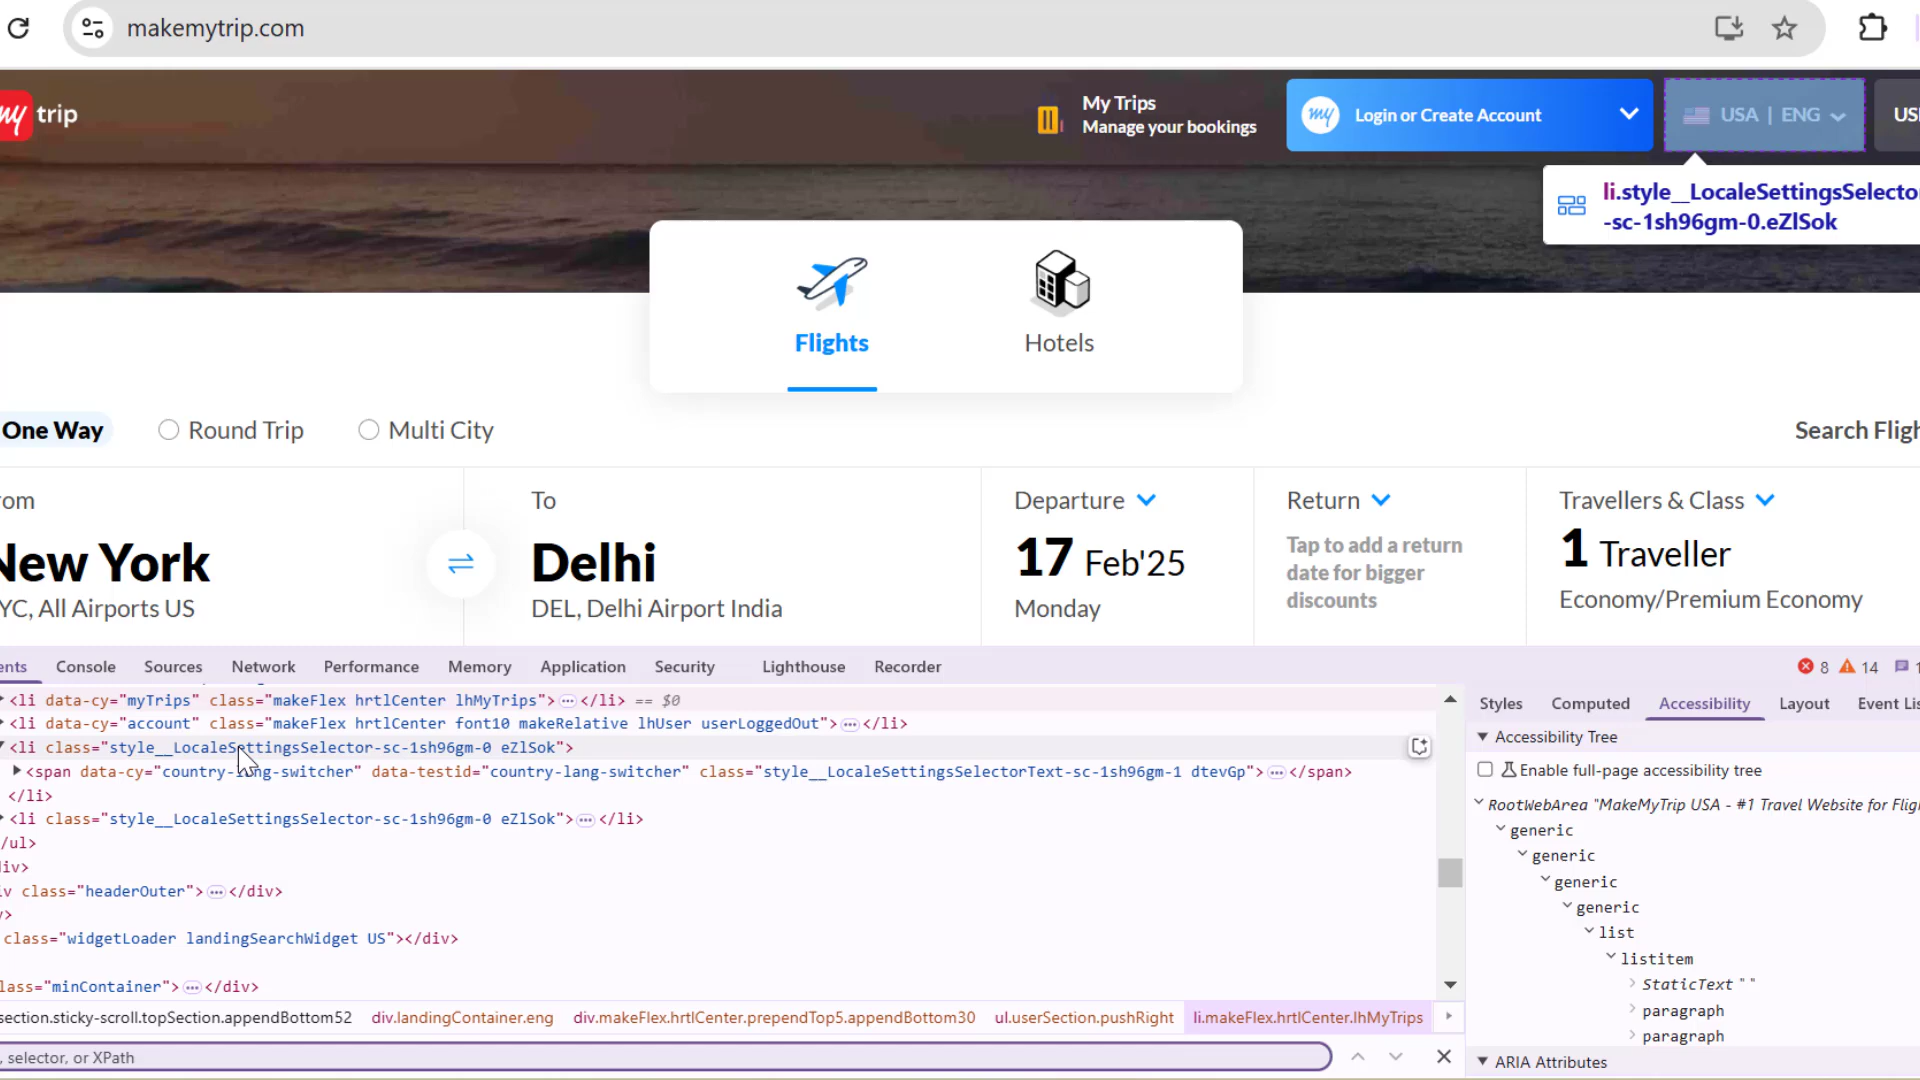 makemytrip.com
my trip
My Trips
Manage your bookings
my Login or Create Account
USA | ENG
li.style__LocaleSettingsSelecto
-sc-1sh96gm-0.eZlSok
Flights
Hotels
One Way
Round Trip
Multi City
Search Fligh
om
New York
YC, All Airports US
To
Delhi
DEL, Delhi Airport India
Departure
17 Feb'25
Monday
Return
Tap to add a return
date for bigger
discounts
Travellers & Class
1 Traveller
Economy/Premium Economy
ents Console Sources Network Performance Memory Application Security Lighthouse Recorder 8 14 1
<li data-cy="myTrips" class="makeFlex hrtlCenter lhMyTrips"> … </li> == $0
<li data-cy="account" class="makeFlex hrtlCenter font10 makeRelative lhUser userLoggedOut"> … </li>
<li class="style__LocaleSettingsSelector-sc-1sh96gm-0 eZlSok">
<span data-cy="country-lang-switcher" data-testid="country-lang-switcher" class="style__LocaleSettingsSelectorText-sc-1sh96gm-1 dtevGp"> … </span>
</li>
<li class="style__LocaleSettingsSelector-sc-1sh96gm-0 eZlSok"> … </li>
/ul>
div>
iv class="headerOuter"> … </div>
v>
class="widgetLoader landingSearchWidget US"></div>
lass="minContainer"> … </div>
section.sticky-scroll.topSection.appendBottom52 div.landingContainer.eng div.makeFlex.hrtlCenter.prependTop5.appendBottom30 ul.userSection.pushRight li.makeFlex.hrtlCenter.lhMyTrips
, selector, or XPath
Styles Computed Accessibility Layout Event Lis
Accessibility Tree
Enable full-page accessibility tree
RootWebArea "MakeMyTrip USA - #1 Travel Website for Fligh
generic
generic
generic
generic
list
listitem
StaticText " "
paragraph
paragraph
ARIA Attributes